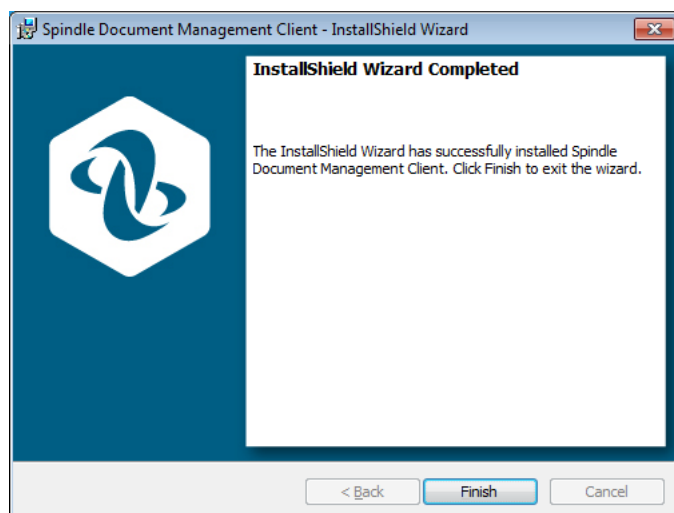 Spindle Document Management Client - InstallShield Wizard
InstallShield Wizard Completed
The InstallShield Wizard has successfully installed Spindle
Document Management Client. Click Finish to exit the wizard.
< Back
Finish
Cancel